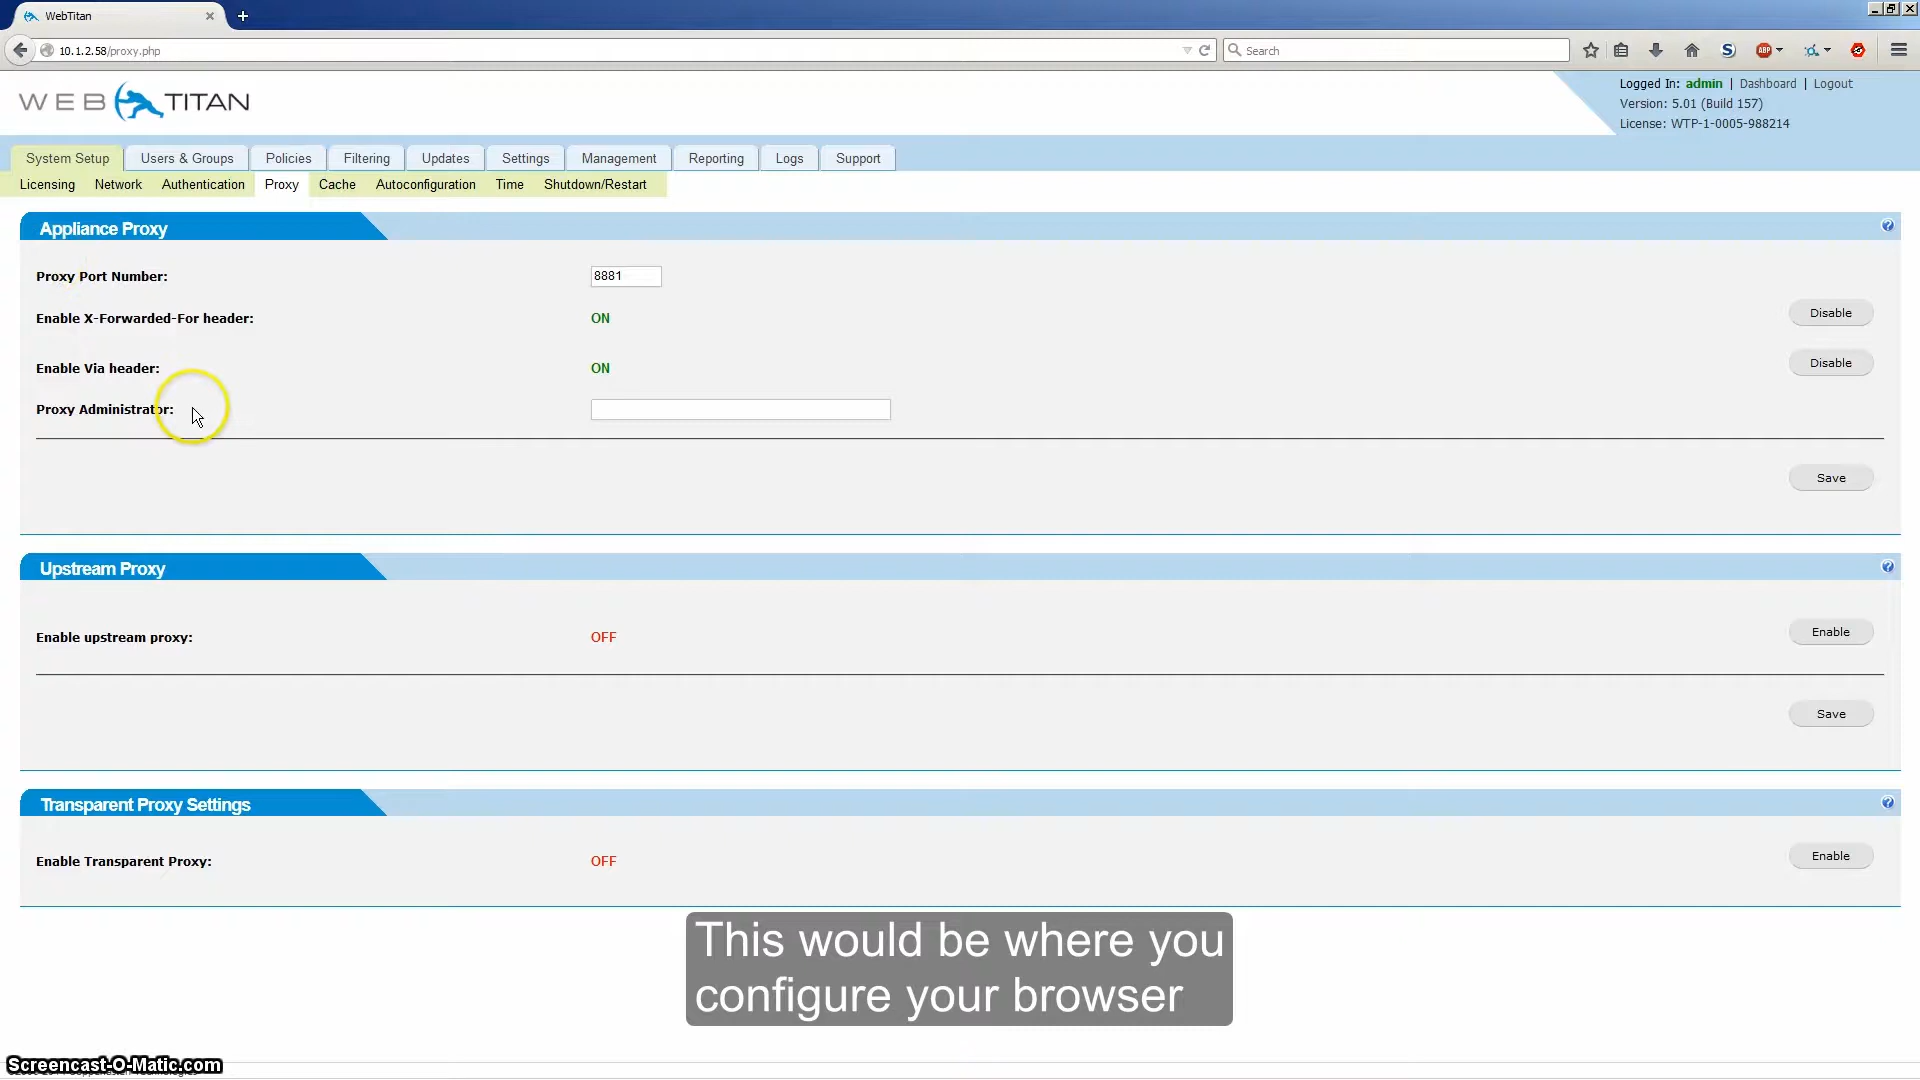 WebTitan
10.1.2.58/proxy.php
Search
S
ABP
WEB TITAN
Logged In: admin | Dashboard | Logout
Version: 5.01 (Build 157)
License: WTP-1-0005-988214
System Setup Users & Groups Policies Filtering Updates Settings Management Reporting Logs Support
Licensing Network Authentication Proxy Cache Autoconfiguration Time Shutdown/Restart
Appliance Proxy ?
Proxy Port Number: 8881
Enable X-Forwarded-For header: ON Disable
Enable Via header: ON Disable
Proxy Administrator:
Save
Upstream Proxy ?
Enable upstream proxy: OFF Enable
Save
Transparent Proxy Settings ?
Enable Transparent Proxy: OFF Enable
This would be where you
configure your browser
Screencast-O-Matic.com